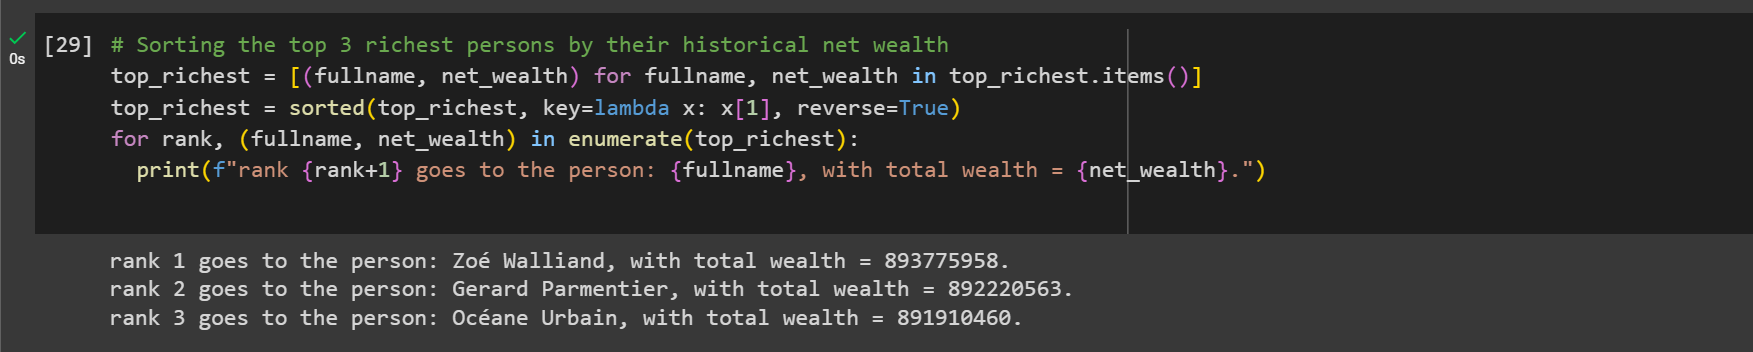 [29] # Sorting the top 3 richest persons by their historical net wealth
top_richest = [(fullname, net_wealth) for fullname, net_wealth in top_richest.items()]
top_richest = sorted(top_richest, key=lambda x: x[1], reverse=True)
for rank, (fullname, net_wealth) in enumerate(top_richest):
  print(f"rank {rank+1} goes to the person: {fullname}, with total wealth = {net_wealth}.")
0s
rank 1 goes to the person: Zoé Walliand, with total wealth = 893775958.
rank 2 goes to the person: Gerard Parmentier, with total wealth = 892220563.
rank 3 goes to the person: Océane Urbain, with total wealth = 891910460.